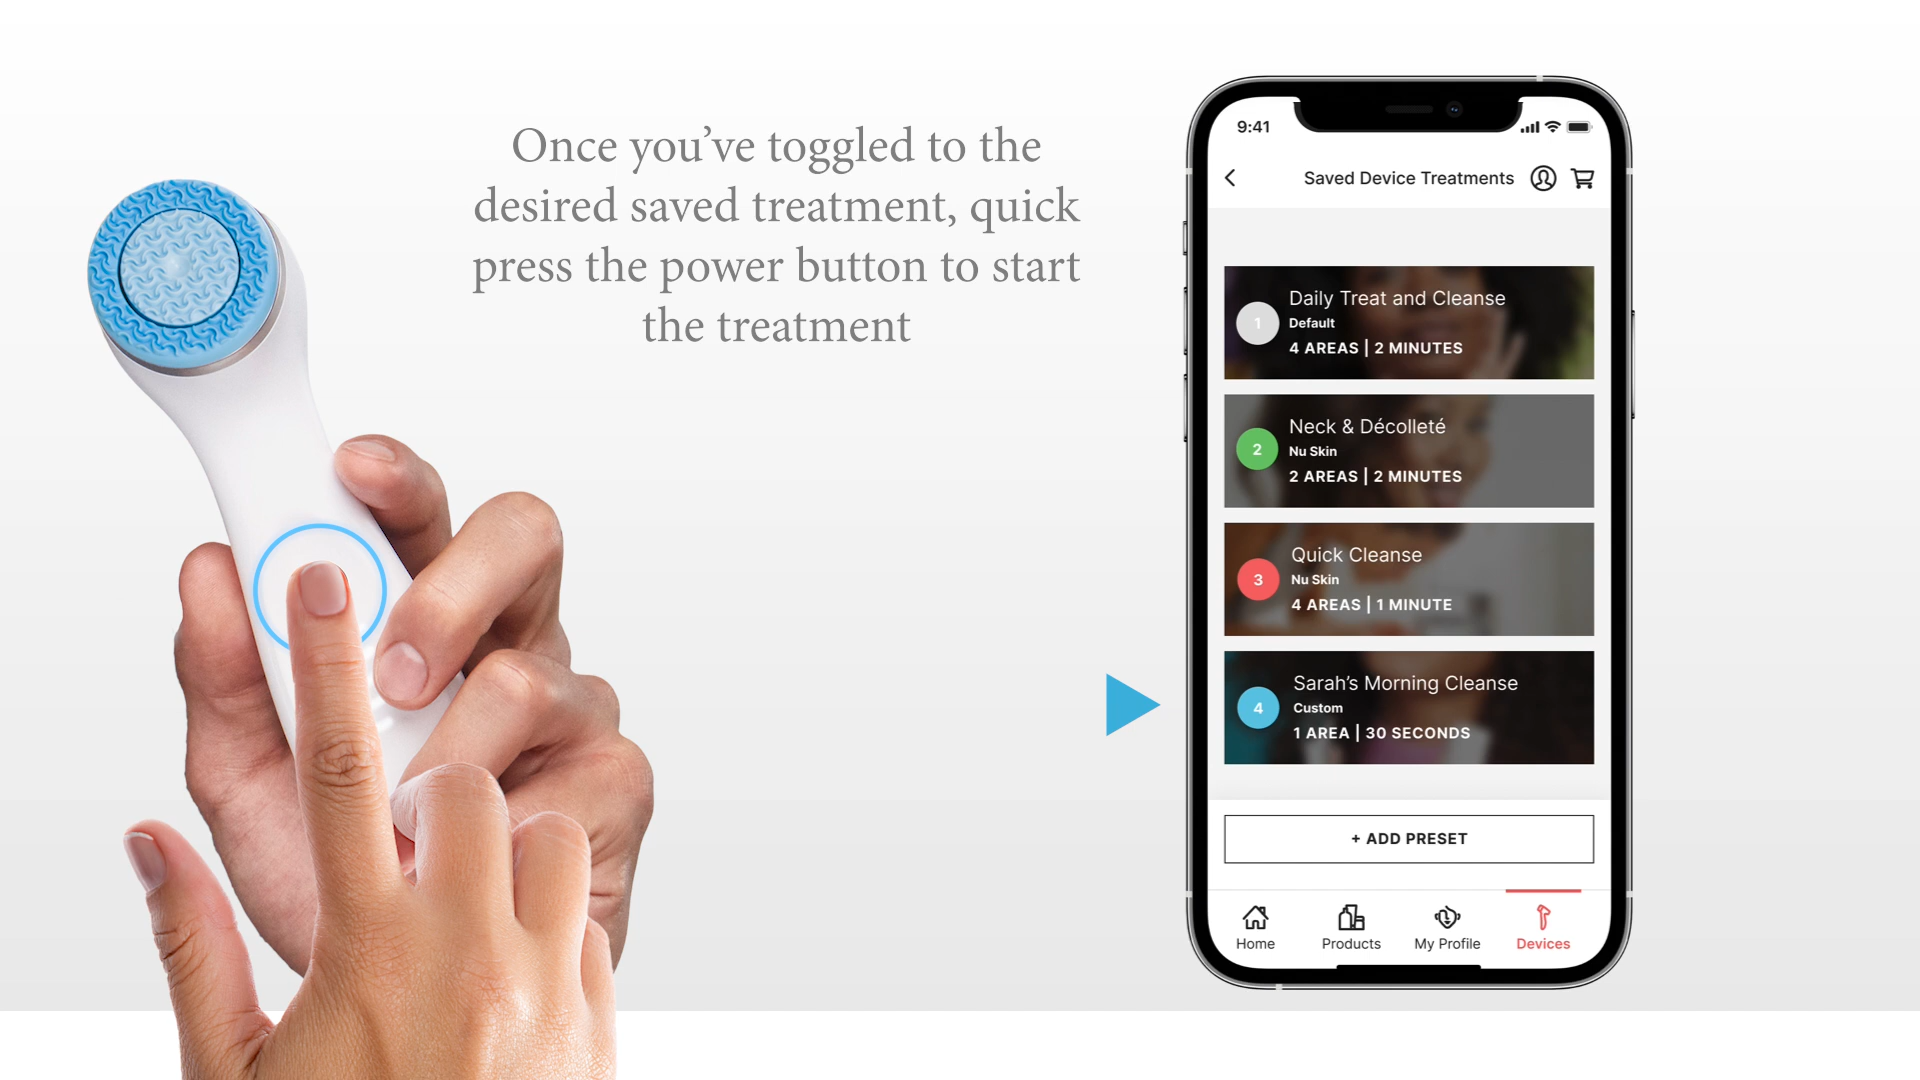 Once you’ve toggled to the
desired saved treatment, quick
press the power button to start
the treatment
9:41
Saved Device Treatments
1
Daily Treat and Cleanse
Default
4 AREAS | 2 MINUTES
2
Neck & Décolleté
Nu Skin
2 AREAS | 2 MINUTES
3
Quick Cleanse
Nu Skin
4 AREAS | 1 MINUTE
4
Sarah’s Morning Cleanse
Custom
1 AREA | 30 SECONDS
+ ADD PRESET
Home
Products
My Profile
Devices